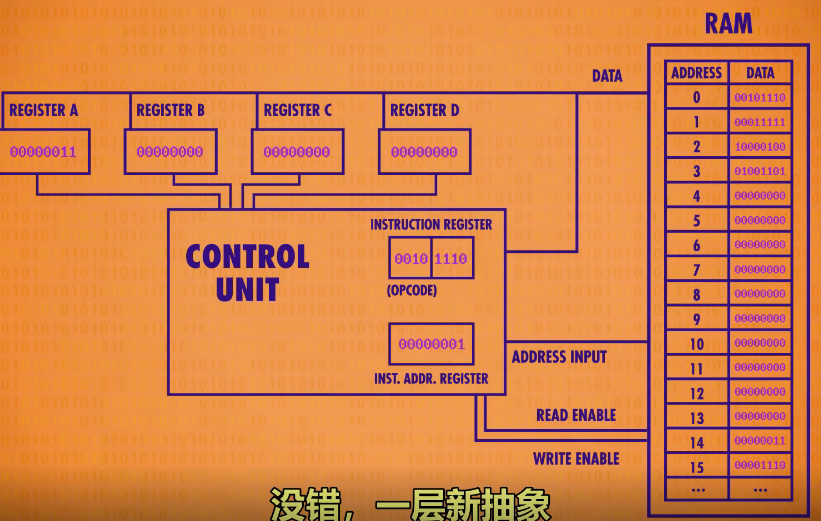 RAM
DATA
ADDRESS DATA
0 00101110
1 00011111
2 10000100
3 01001101
4 00000000
5 00000000
6 00000000
7 00000000
8 00000000
9 00000000
10 00000000
11 00000000
12 00000000
13 00000000
14 00000011
15 00001110
... ...
REGISTER A
REGISTER B
REGISTER C
REGISTER D
00000011
00000000
00000000
00000000
CONTROL
UNIT
INSTRUCTION REGISTER
0010 1110
(OPCODE)
00000001
INST. ADDR. REGISTER
ADDRESS INPUT
READ ENABLE
WRITE ENABLE
没错，一层新抽象